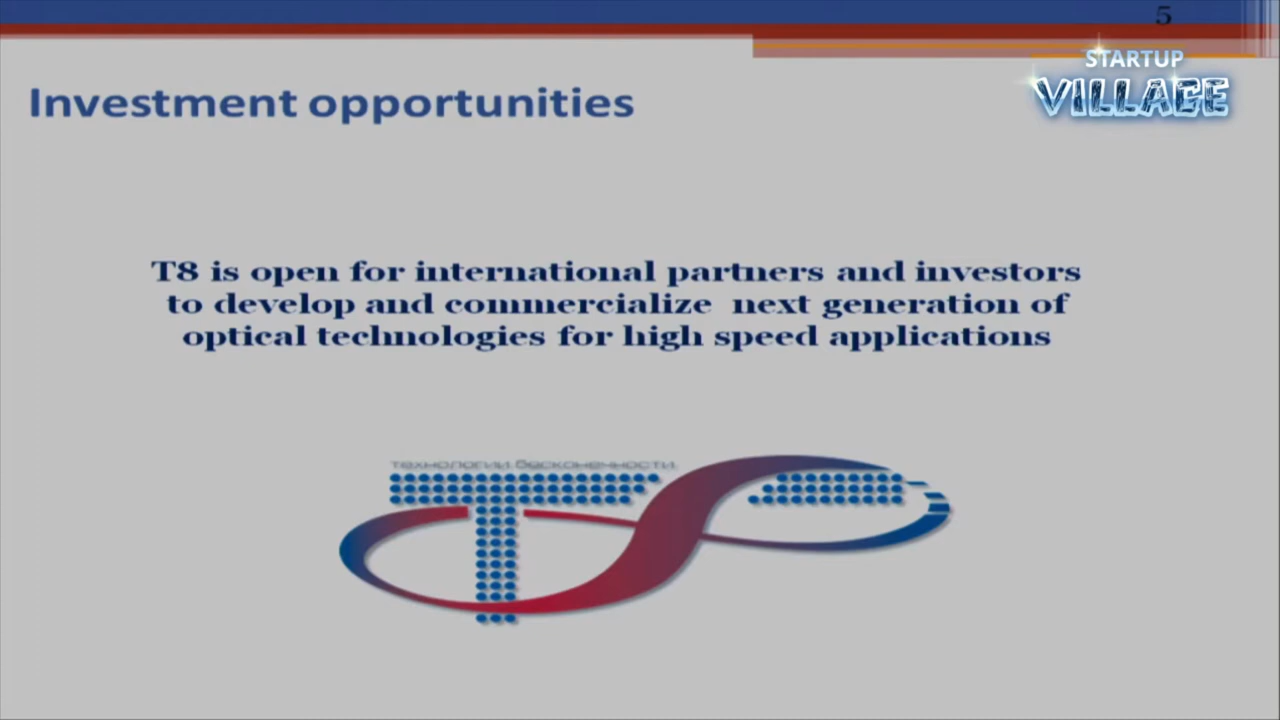 5
STARTUP
VILLAGE
Investment opportunities
T8 is open for international partners and investors
to develop and commercialize next generation of
optical technologies for high speed applications
технологии бесконечности
T8